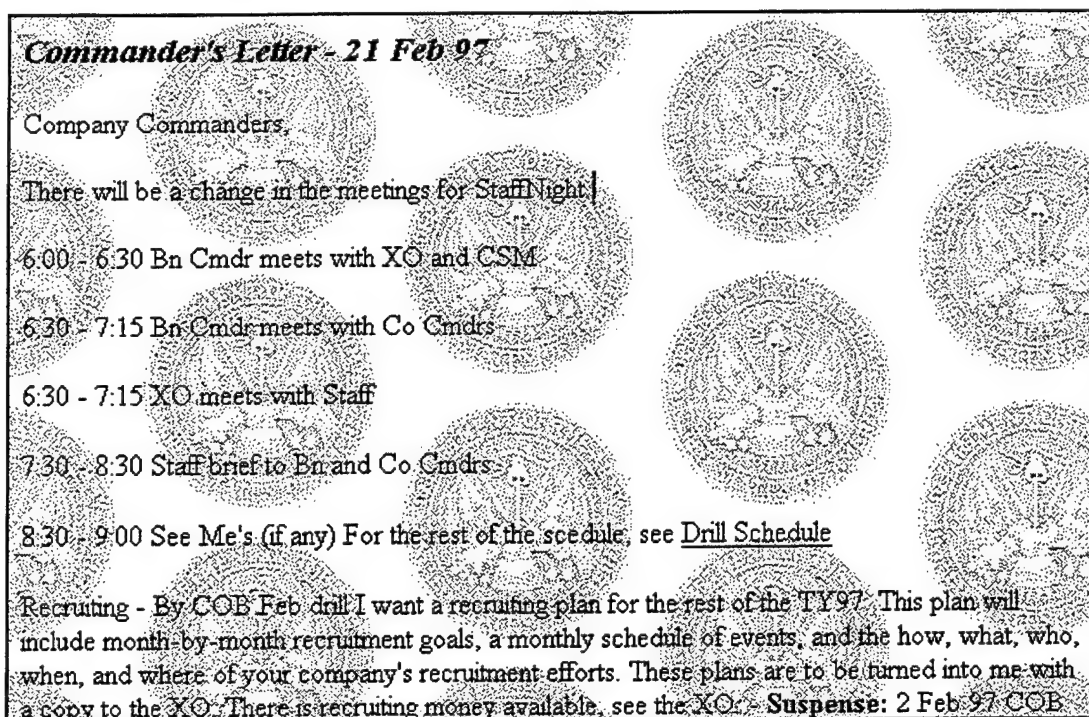 Commander's Letter - 21 Feb 97
Company Commanders,
There will be a change in the meetings for StaffNight.
6:00 - 6:30 Bn Cmdr meets with XO and CSM
6:30 - 7:15 Bn Cmdr meets with Co Cmdrs
6:30 - 7:15 XO meets with Staff
7:30 - 8:30 Staff brief to Bn and Co Cmdrs
8:30 - 9:00 See Me's (if any) For the rest of the scedule, see Drill Schedule
Recruiting - By COB Feb drill I want a recruiting plan for the rest of the TY97. This plan will
include month-by-month recruitment goals, a monthly schedule of events, and the how, what, who,
when, and where of your company's recruitment efforts. These plans are to be turned into me with
a copy to the XO. There is recruiting money available, see the XO. - Suspense: 2 Feb 97 COB